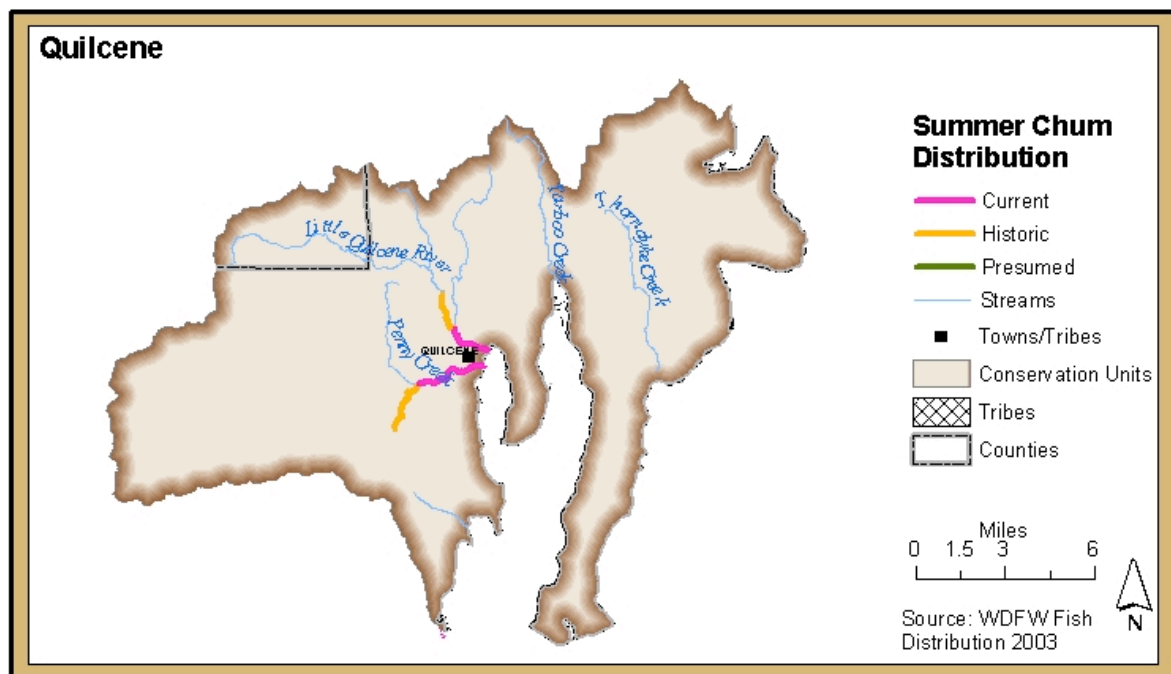 Quilcene
Little Quilcene River
Tarboo Creek
Thorndyke Creek
Penny Creek
QUILCENE
Summer Chum
Distribution
Current
Historic
Presumed
Streams
Towns/Tribes
Conservation Units
Tribes
Counties
Miles
0 1.5 3 6
N
Source: WDFW Fish
Distribution 2003